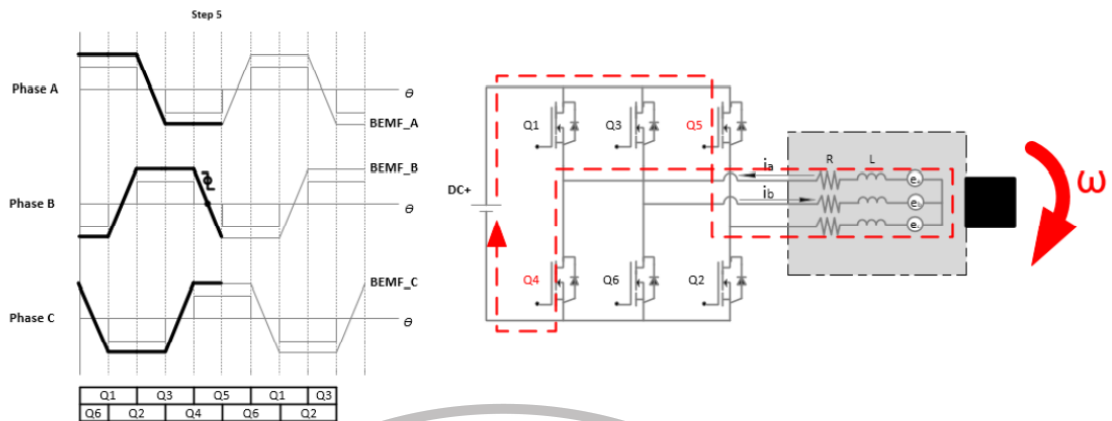 Step 5
Phase A
θ
BEMF_A
BEMF_B
Phase B
θ
BEMF_C
Phase C
θ
Q1 Q3 Q5 Q1 Q3
Q6 Q2 Q4 Q6 Q2
DC+
Q1 Q3 Q5
Q4 Q6 Q2
ia
ib
R L
ω